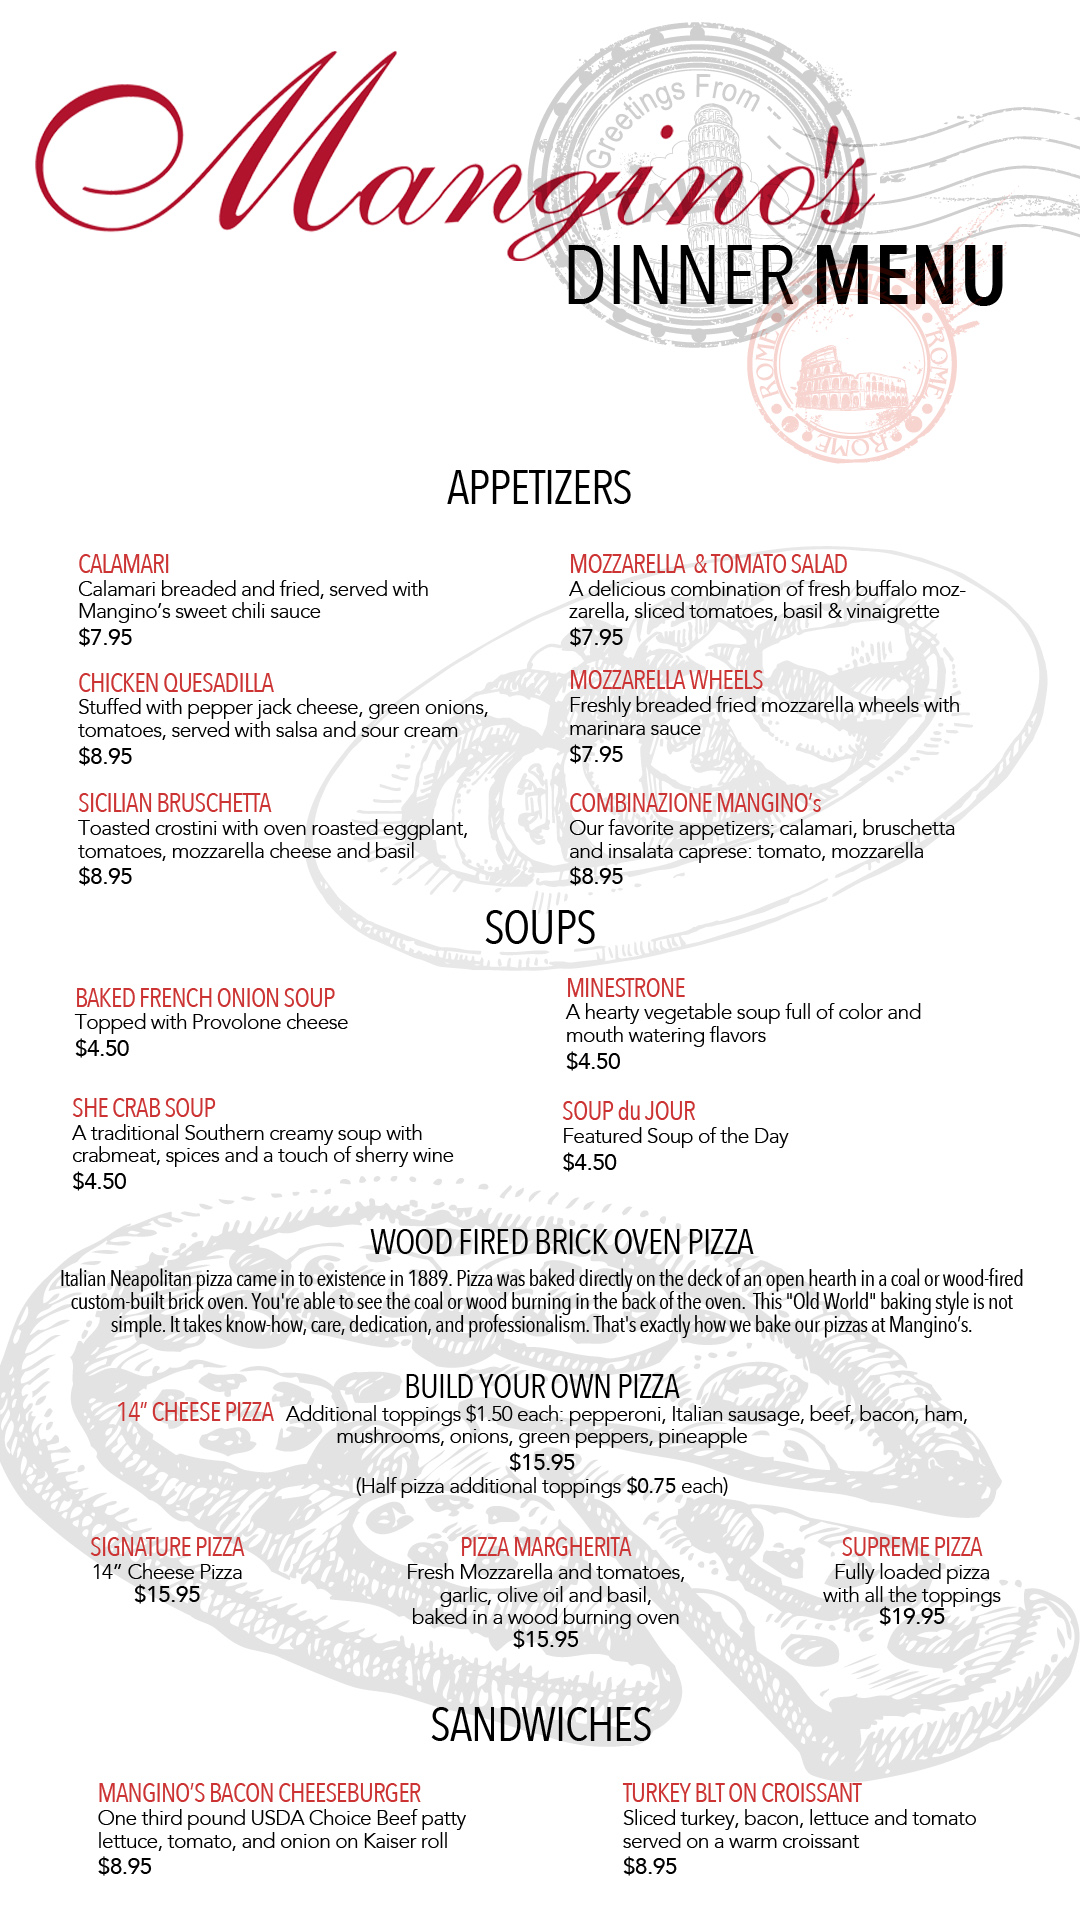 Greetings From --
ITALY
Mangino's
DINNER MENU
ROME
ROME
ROME
APPETIZERS
CALAMARI
Calamari breaded and fried, served with
Mangino’s sweet chili sauce
$7.95
CHICKEN QUESADILLA
Stuffed with pepper jack cheese, green onions,
tomatoes, served with salsa and sour cream
$8.95
SICILIAN BRUSCHETTA
Toasted crostini with oven roasted eggplant,
tomatoes, mozzarella cheese and basil
$8.95
MOZZARELLA & TOMATO SALAD
A delicious combination of fresh buffalo moz-
zarella, sliced tomatoes, basil & vinaigrette
$7.95
MOZZARELLA WHEELS
Freshly breaded fried mozzarella wheels with
marinara sauce
$7.95
COMBINAZIONE MANGINO’s
Our favorite appetizers; calamari, bruschetta
and insalata caprese: tomato, mozzarella
$8.95
SOUPS
BAKED FRENCH ONION SOUP
Topped with Provolone cheese
$4.50
SHE CRAB SOUP
A traditional Southern creamy soup with
crabmeat, spices and a touch of sherry wine
$4.50
MINESTRONE
A hearty vegetable soup full of color and
mouth watering flavors
$4.50
SOUP du JOUR
Featured Soup of the Day
$4.50
WOOD FIRED BRICK OVEN PIZZA
Italian Neapolitan pizza came in to existence in 1889. Pizza was baked directly on the deck of an open hearth in a coal or wood-fired
custom-built brick oven. You're able to see the coal or wood burning in the back of the oven. This "Old World" baking style is not
simple. It takes know-how, care, dedication, and professionalism. That's exactly how we bake our pizzas at Mangino’s.
BUILD YOUR OWN PIZZA
14” CHEESE PIZZA Additional toppings $1.50 each: pepperoni, Italian sausage, beef, bacon, ham,
mushrooms, onions, green peppers, pineapple
$15.95
(Half pizza additional toppings $0.75 each)
SIGNATURE PIZZA
14” Cheese Pizza
$15.95
PIZZA MARGHERITA
Fresh Mozzarella and tomatoes,
garlic, olive oil and basil,
baked in a wood burning oven
$15.95
SUPREME PIZZA
Fully loaded pizza
with all the toppings
$19.95
SANDWICHES
MANGINO’S BACON CHEESEBURGER
One third pound USDA Choice Beef patty
lettuce, tomato, and onion on Kaiser roll
$8.95
TURKEY BLT ON CROISSANT
Sliced turkey, bacon, lettuce and tomato
served on a warm croissant
$8.95